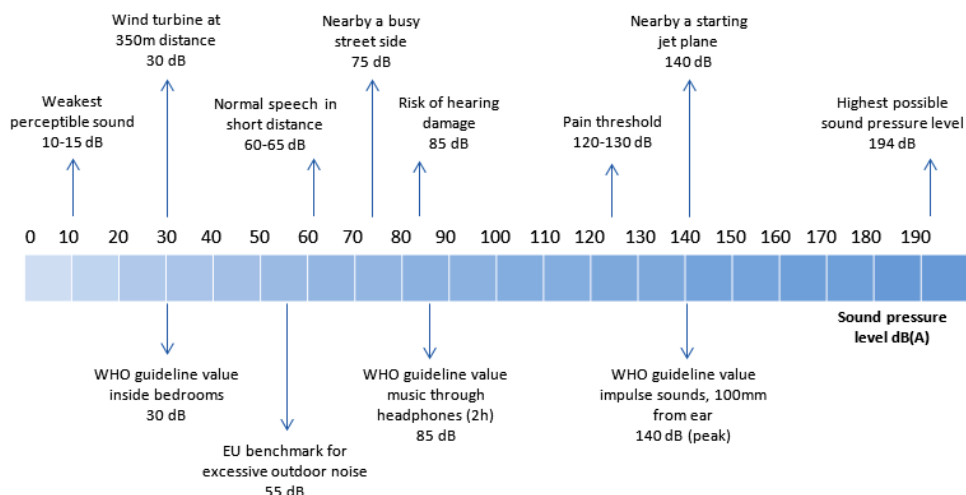 Wind turbine at
350m distance
30 dB
Nearby a busy
street side
75 dB
Nearby a starting
jet plane
140 dB
Weakest
perceptible sound
10-15 dB
Normal speech in
short distance
60-65 dB
Risk of hearing
damage
85 dB
Pain threshold
120-130 dB
Highest possible
sound pressure level
194 dB
0 10 20 30 40 50 60 70 80 90 100 110 120 130 140 150 160 170 180 190
Sound pressure
level dB(A)
WHO guideline value
inside bedrooms
30 dB
EU benchmark for
excessive outdoor noise
55 dB
WHO guideline value
music through
headphones (2h)
85 dB
WHO guideline value
impulse sounds, 100mm
from ear
140 dB (peak)